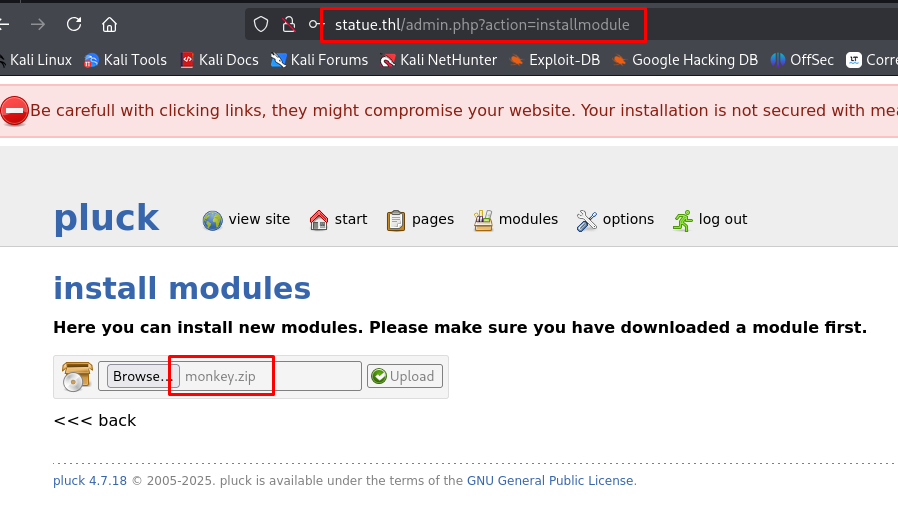 statue.thl/admin.php?action=installmodule
Kali Linux Kali Tools Kali Docs Kali Forums Kali NetHunter Exploit-DB Google Hacking DB OffSec LT Corre
Be carefull with clicking links, they might compromise your website. Your installation is not secured with mea
pluck view site start pages modules options log out
install modules
Here you can install new modules. Please make sure you have downloaded a module first.
Browse... monkey.zip Upload
<<< back
pluck 4.7.18 © 2005-2025. pluck is available under the terms of the GNU General Public License.